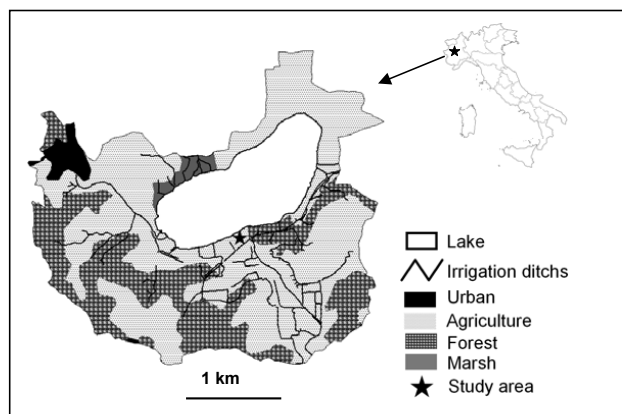 Lake
Irrigation ditchs
Urban
Agriculture
Forest
Marsh
Study area
1 km